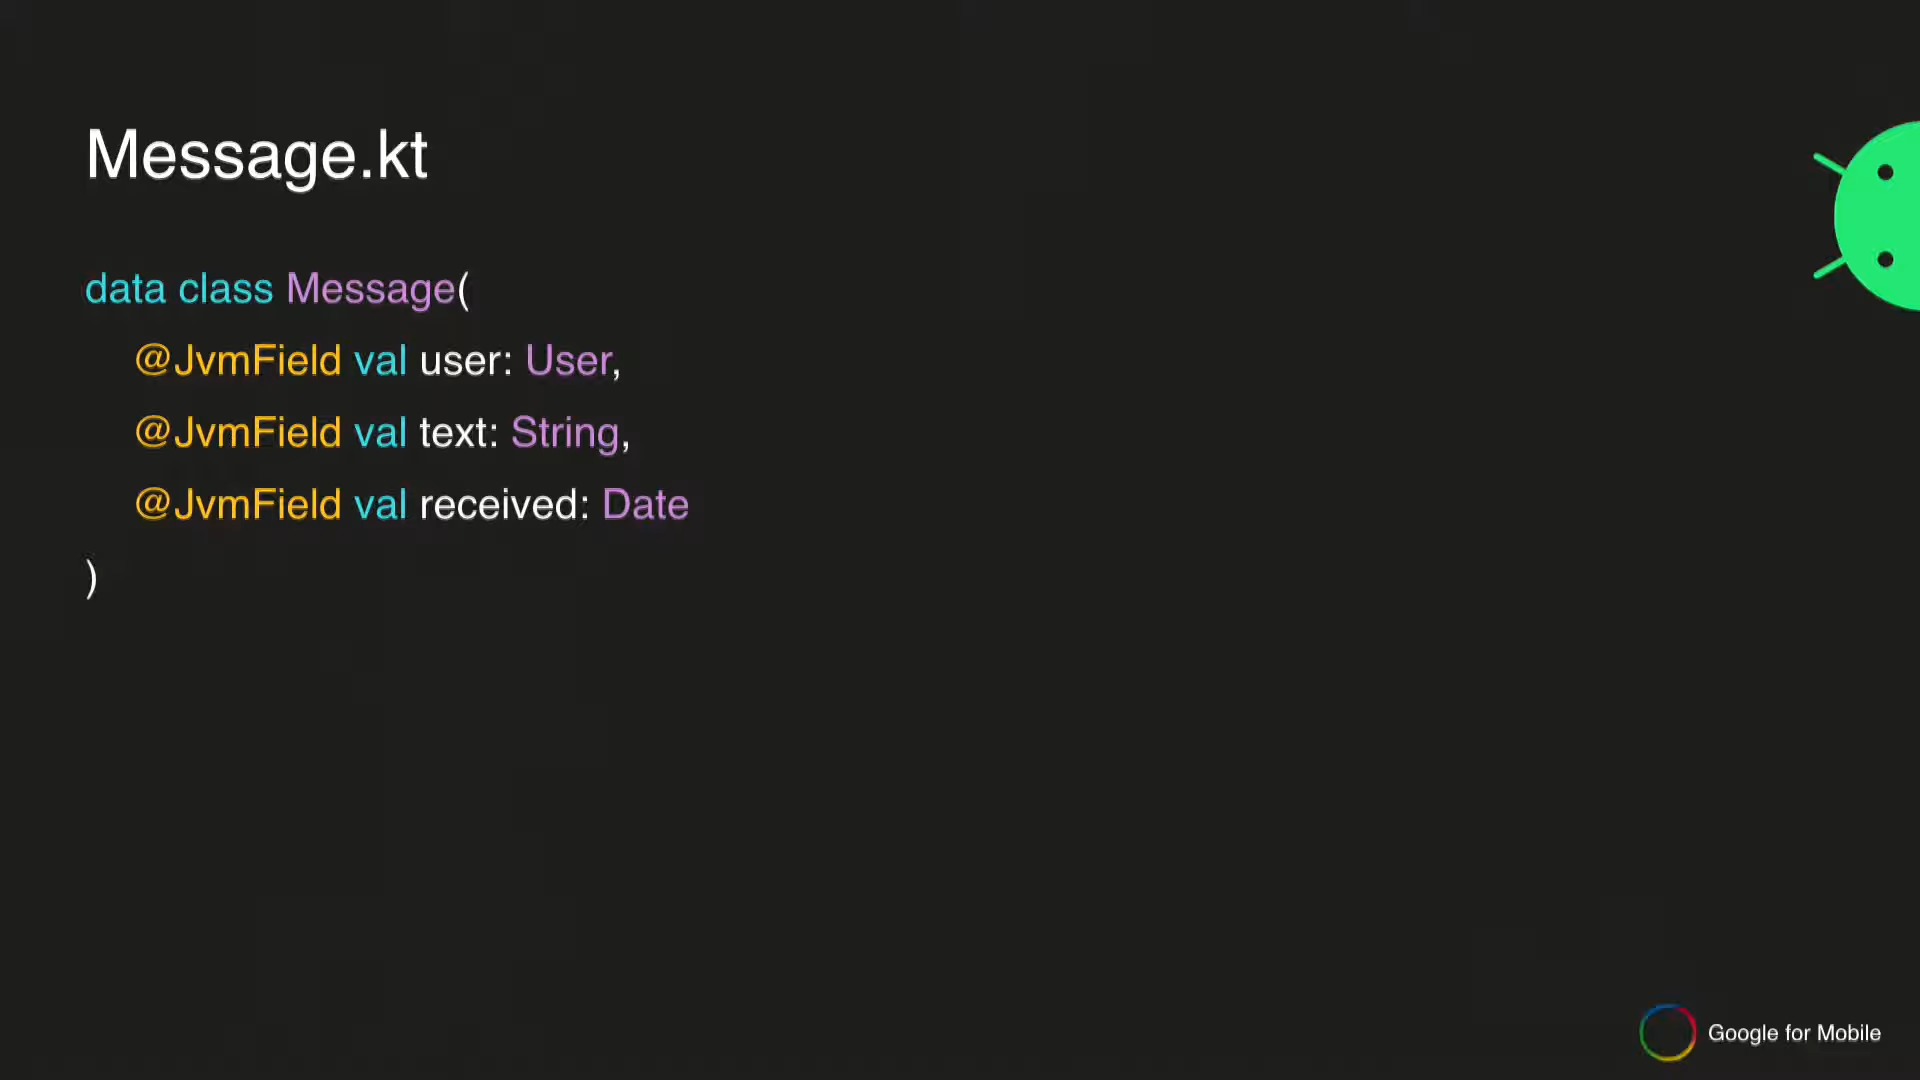 Message.kt
data class Message(
@JvmField val user: User,
@JvmField val text: String,
@JvmField val received: Date
)
Google for Mobile